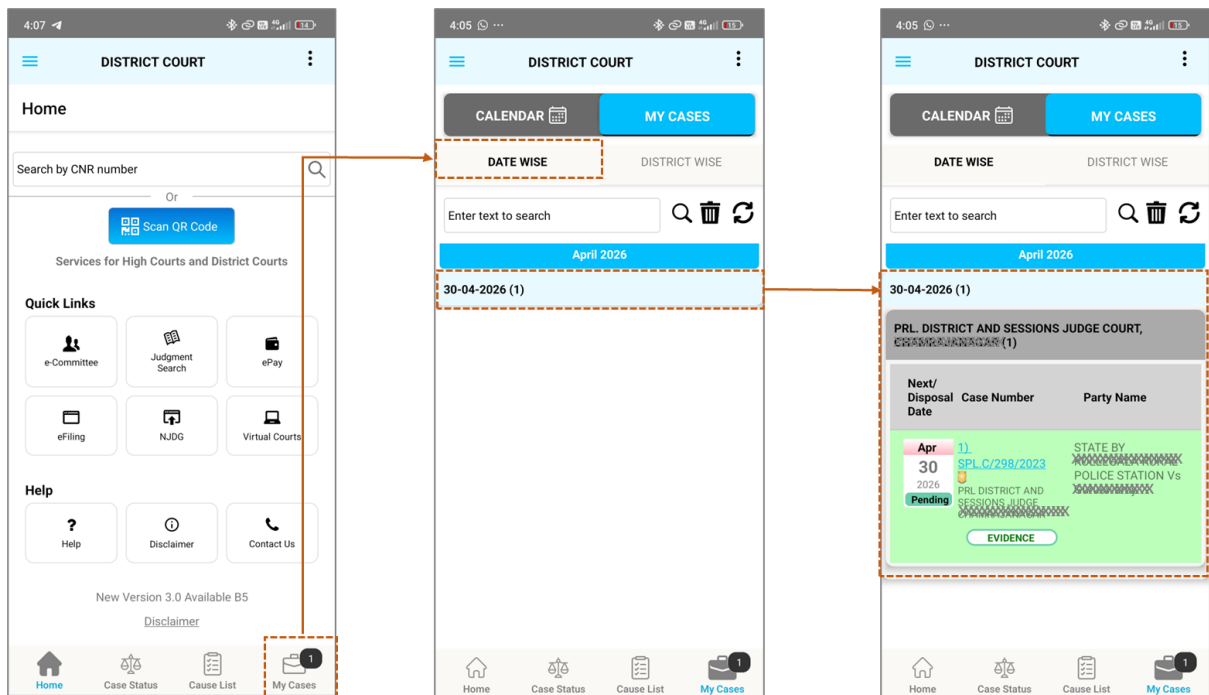 4:07
4G
14
DISTRICT COURT
Home
Search by CNR number
Or
Scan QR Code
Services for High Courts and District Courts
Quick Links
e-Committee
Judgment
Search
ePay
eFiling
NJDG
Virtual Courts
Help
?
Help
Disclaimer
Contact Us
New Version 3.0 Available B5
Disclaimer
1
Home
Case Status
Cause List
My Cases
4:05 ...
4G
15
DISTRICT COURT
CALENDAR
MY CASES
DATE WISE
DISTRICT WISE
Enter text to search
April 2026
30-04-2026 (1)
1
Home
Case Status
Cause List
My Cases
4:05 ...
4G
15
DISTRICT COURT
CALENDAR
MY CASES
DATE WISE
DISTRICT WISE
Enter text to search
April 2026
30-04-2026 (1)
PRL. DISTRICT AND SESSIONS JUDGE COURT,
(1)
Next/
Disposal
Date
Case Number
Party Name
Apr
30
2026
Pending
1)
SPL.C/298/2023
PRL DISTRICT AND
SESSIONS JUDGE
EVIDENCE
STATE BY
POLICE STATION Vs
1
Home
Case Status
Cause List
My Cases